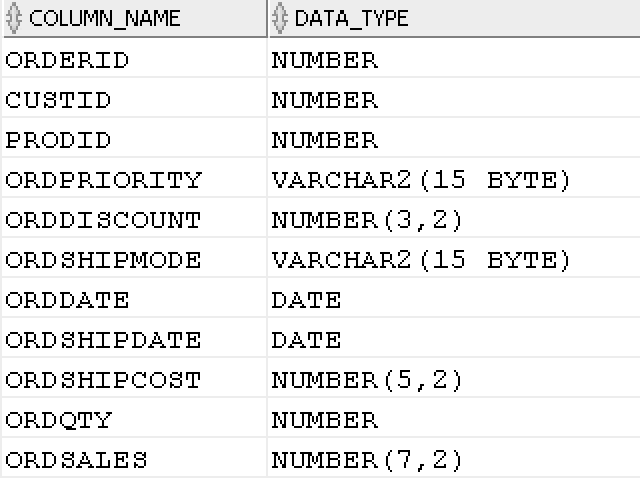 COLUMN_NAME DATA_TYPE
ORDERID NUMBER
CUSTID NUMBER
PRODID NUMBER
ORDPRIORITY VARCHAR2(15 BYTE)
ORDDISCOUNT NUMBER(3,2)
ORDSHIPMODE VARCHAR2(15 BYTE)
ORDDATE DATE
ORDSHIPDATE DATE
ORDSHIPCOST NUMBER(5,2)
ORDQTY NUMBER
ORDSALES NUMBER(7,2)